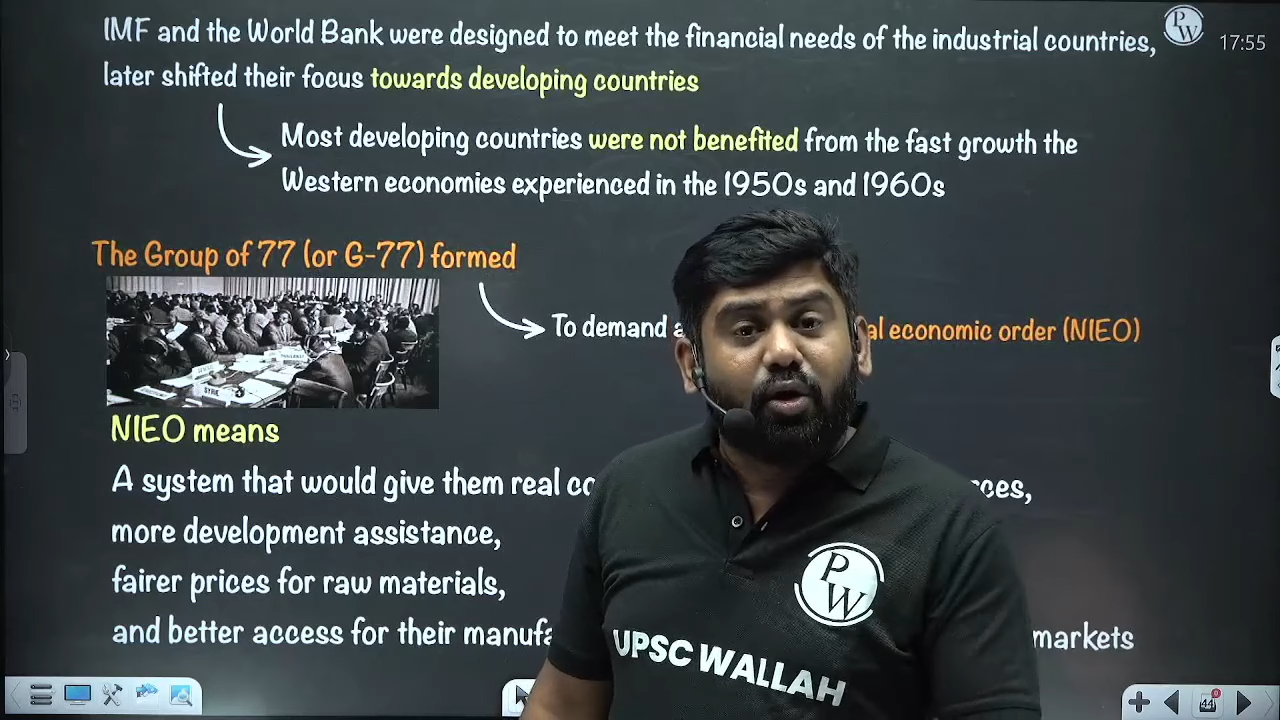 IMF and the World Bank were designed to meet the financial needs of the industrial countries,
17:55
later shifted their focus towards developing countries
Most developing countries were not benefited from the fast growth the
Western economies experienced in the 1950s and 1960s
The Group of 77 (or G-77) formed
To demand a al economic order (NIEO)
THAILANDE
SYRIE
NIEO means
A system that would give them real co rces,
more development assistance,
fairer prices for raw materials,
and better access for their manufa markets
PW
UPSC WALLAH
44